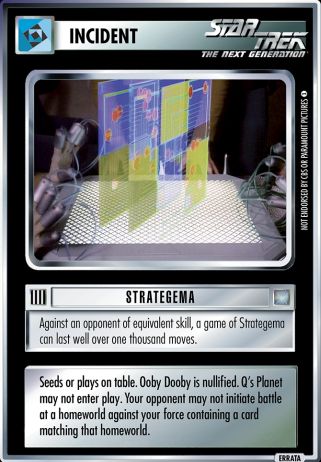 INCIDENT
STAR TREK
THE NEXT GENERATION
NOT ENDORSED BY CBS OR PARAMOUNT PICTURES
STRATEGEMA
Against an opponent of equivalent skill, a game of Strategema
can last well over one thousand moves.
Seeds or plays on table. Ooby Dooby is nullified. Q's Planet
may not enter play. Your opponent may not initiate battle
at a homeworld against your force containing a card
matching that homeworld.
ERRATA